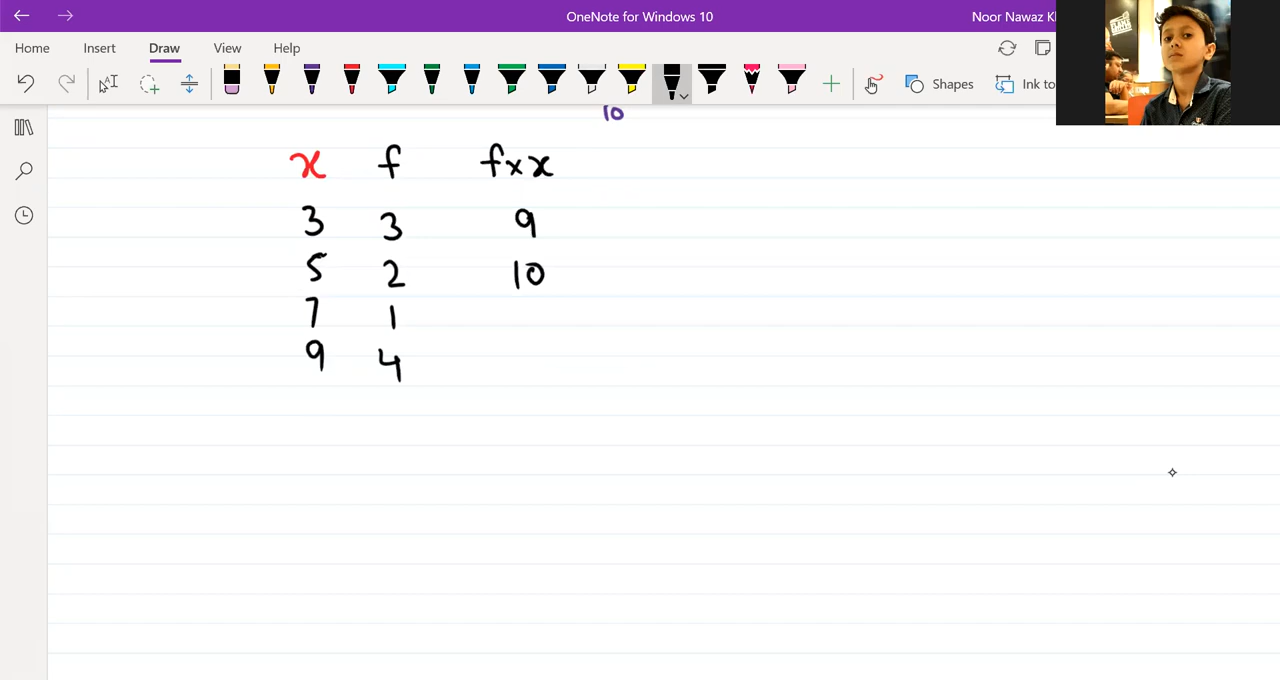 OneNote for Windows 10
Noor Nawaz
Home Insert Draw View Help
Shapes
Ink to
10
x f f x x
3 3 9
5 2 10
7 1
9 4